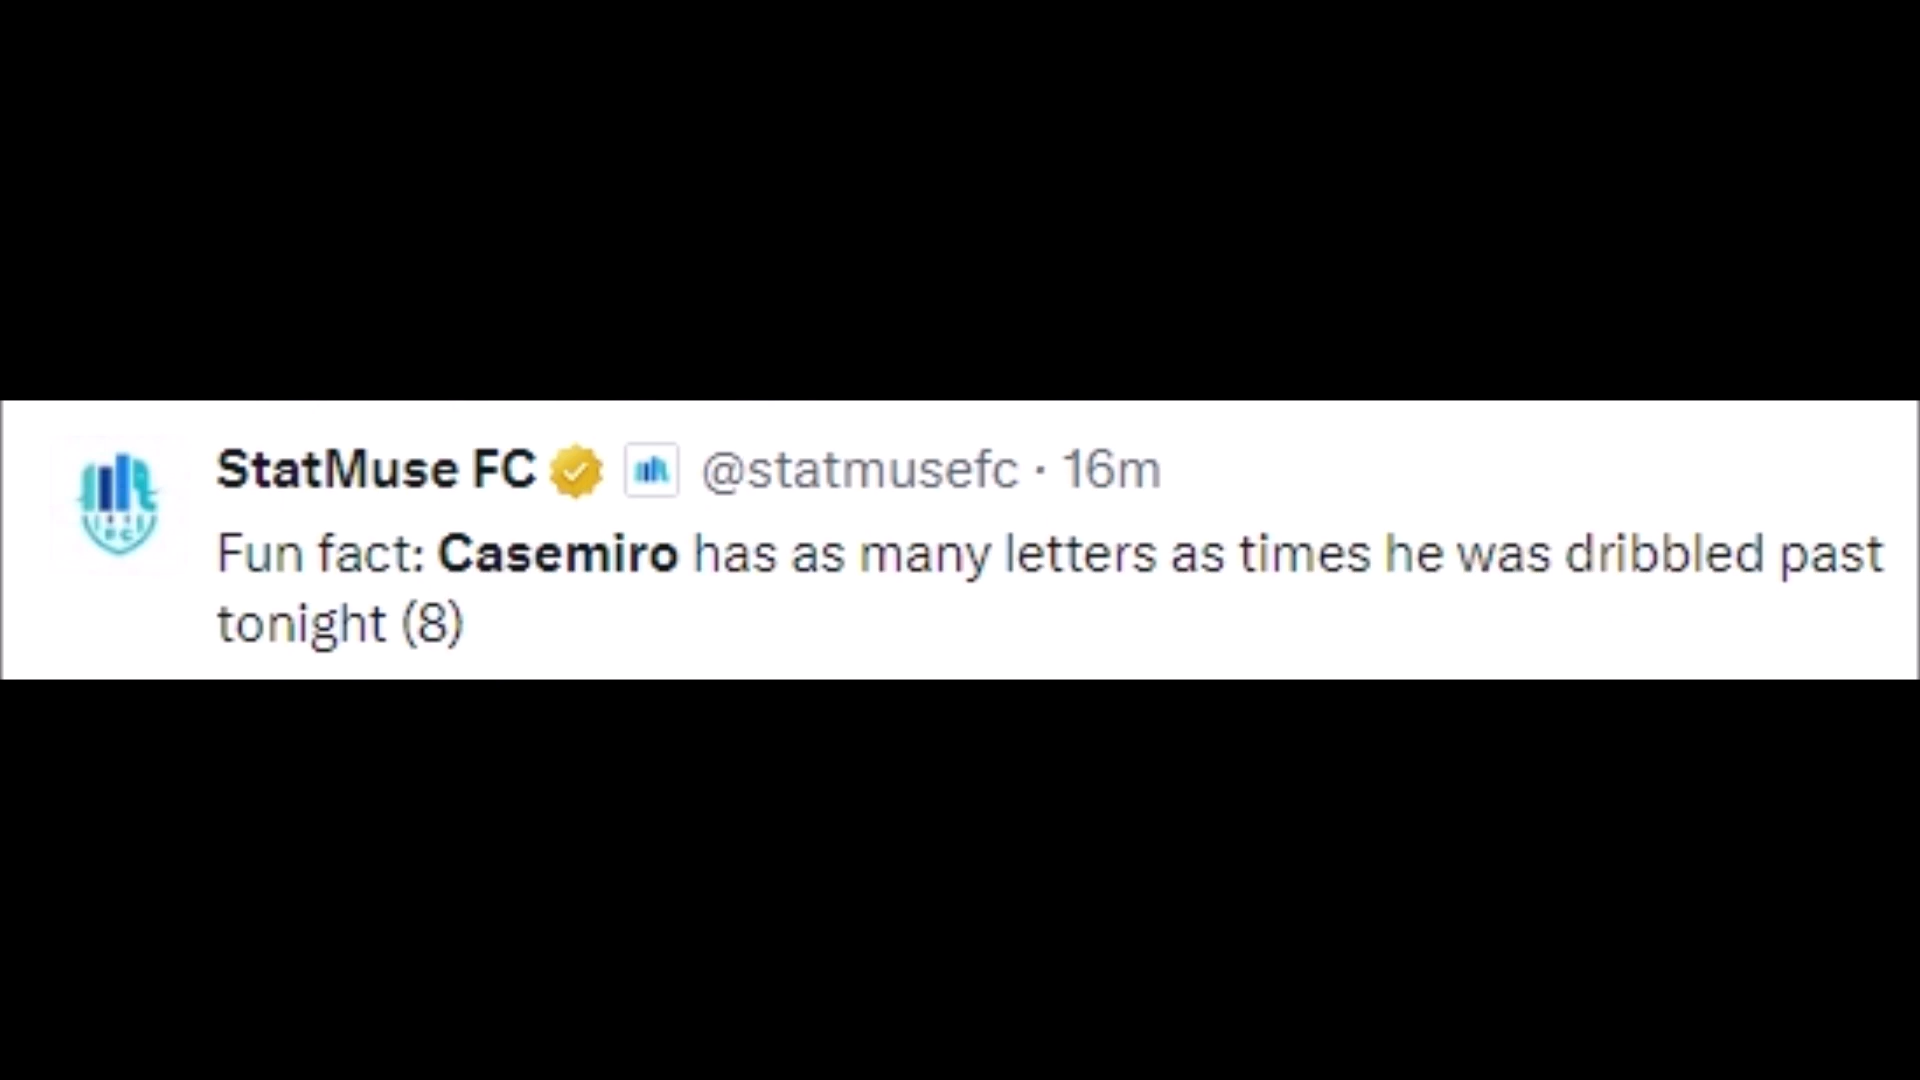 StatMuse FC @statmusefc · 16m
Fun fact: Casemiro has as many letters as times he was dribbled past
tonight (8)